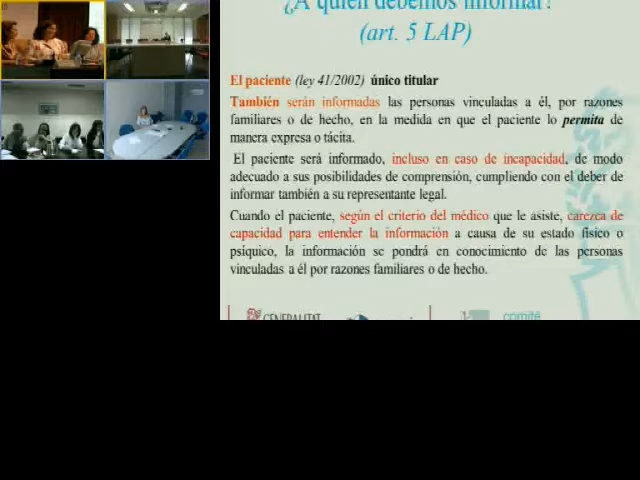 ¿A quién debemos informar?
(art. 5 LAP)
El paciente (ley 41/2002) único titular
También serán informadas las personas vinculadas a él, por razones
familiares o de hecho, en la medida en que el paciente lo permita de
manera expresa o tácita.
El paciente será informado, incluso en caso de incapacidad, de modo
adecuado a sus posibilidades de comprensión, cumpliendo con el deber de
informar también a su representante legal.
Cuando el paciente, según el criterio del médico que le asiste, carezca de
capacidad para entender la información a causa de su estado físico o
psíquico, la información se pondrá en conocimiento de las personas
vinculadas a él por razones familiares o de hecho.
GENERALITAT
comité